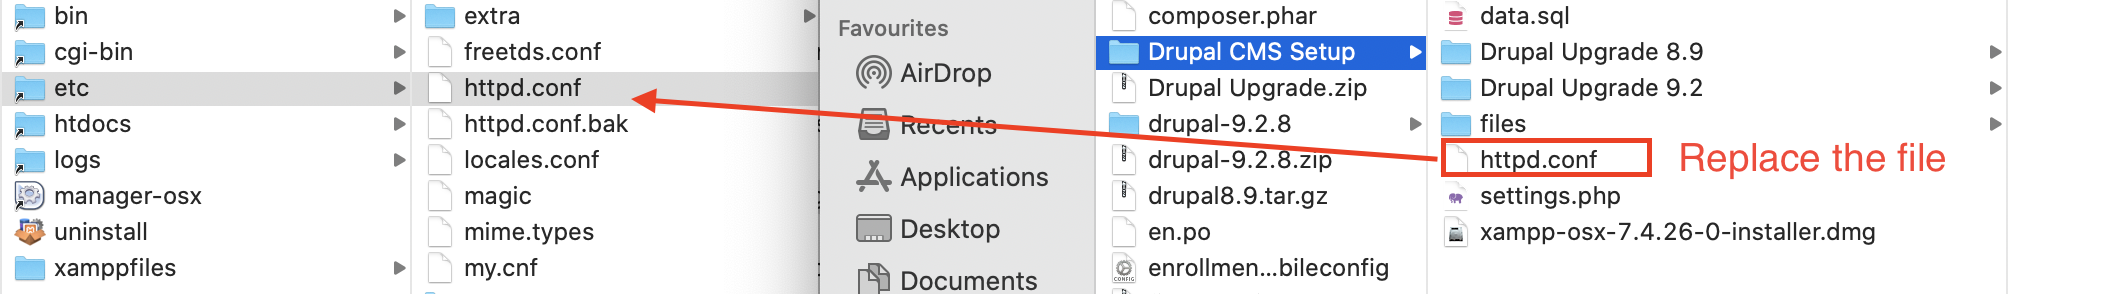 bin
cgi-bin
etc
htdocs
logs
manager-osx
uninstall
xamppfiles
extra
freetds.conf
httpd.conf
httpd.conf.bak
locales.conf
magic
mime.types
my.cnf
Favourites
AirDrop
Recents
Applications
Desktop
Documents
composer.phar
Drupal CMS Setup
Drupal Upgrade.zip
drupal-9.2.8
drupal-9.2.8.zip
drupal8.9.tar.gz
en.po
enrollmen...bileconfig
data.sql
Drupal Upgrade 8.9
Drupal Upgrade 9.2
files
httpd.conf
settings.php
xampp-osx-7.4.26-0-installer.dmg
Replace the file